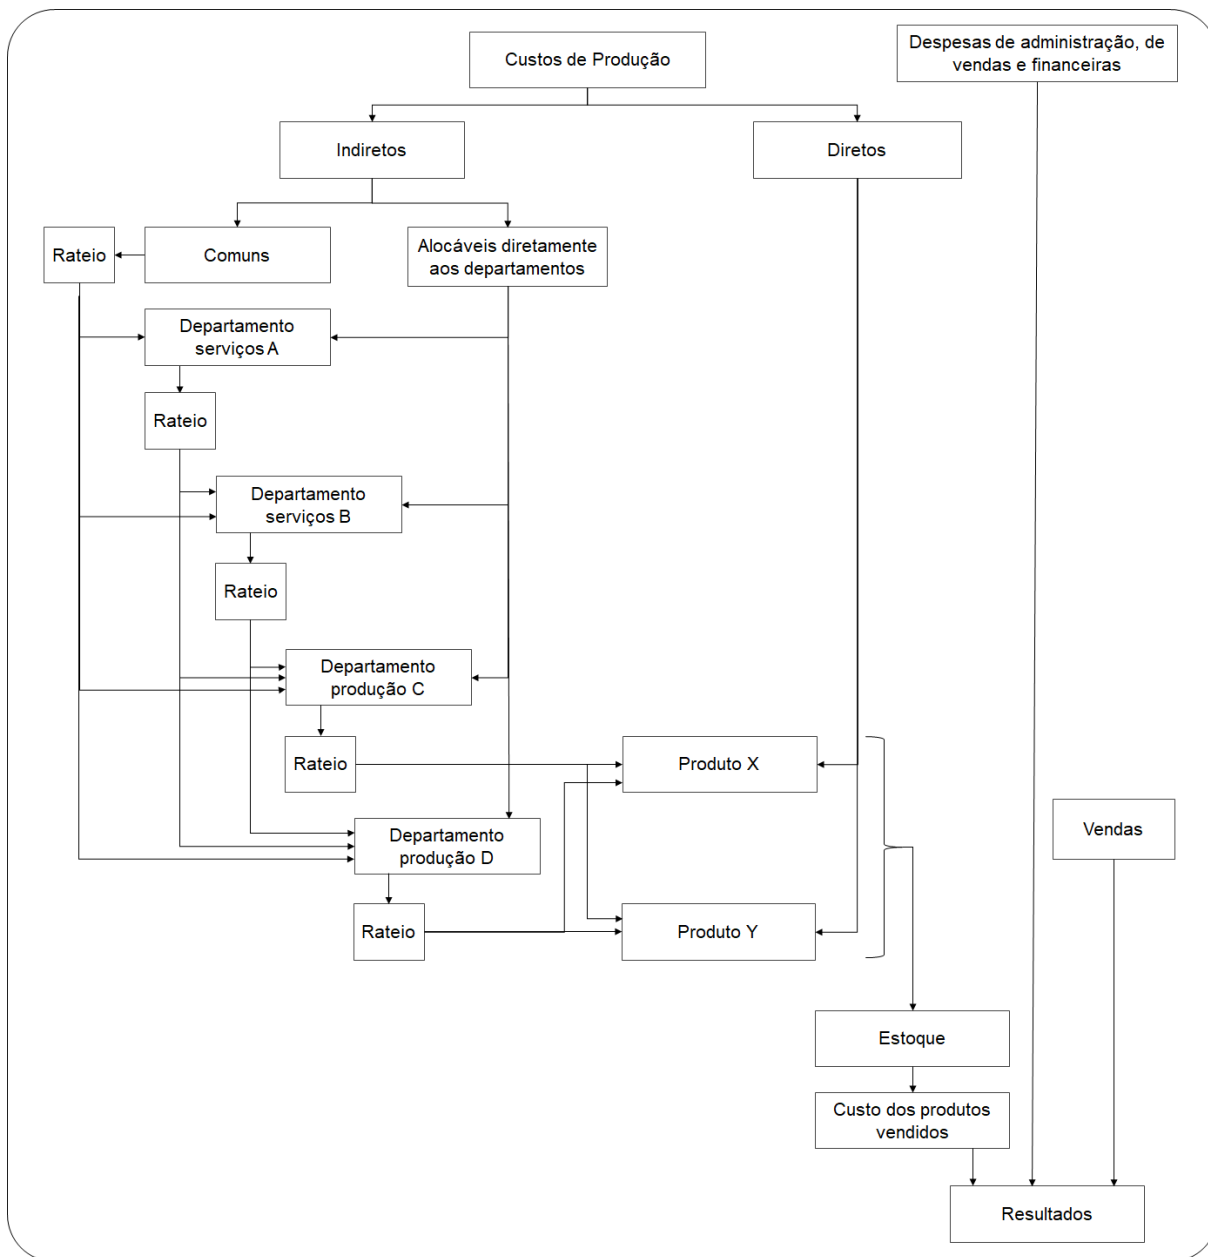 Custos de Produção
Despesas de administração, de
vendas e financeiras
Indiretos
Diretos
Rateio
Comuns
Alocáveis diretamente
aos departamentos
Departamento
serviços A
Rateio
Departamento
serviços B
Rateio
Departamento
produção C
Rateio
Produto X
Departamento
produção D
Vendas
Rateio
Produto Y
Estoque
Custo dos produtos
vendidos
Resultados